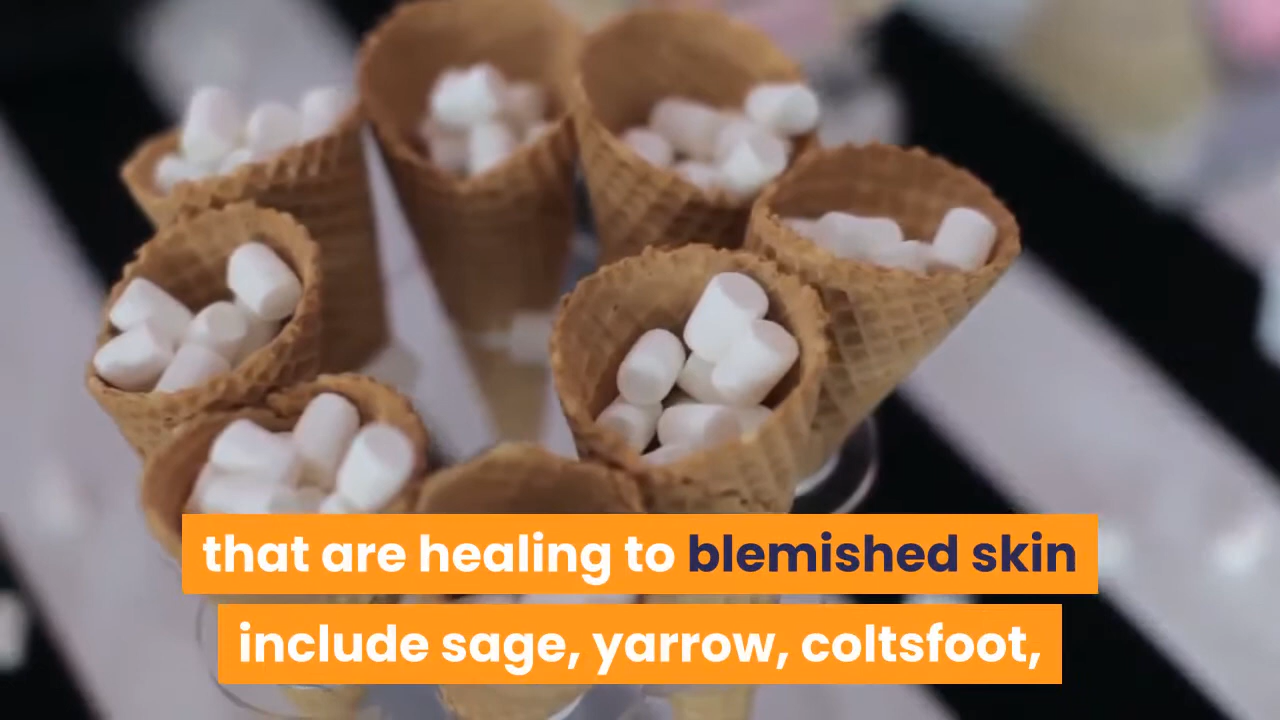 that are healing to blemished skin
include sage, yarrow, coltsfoot,